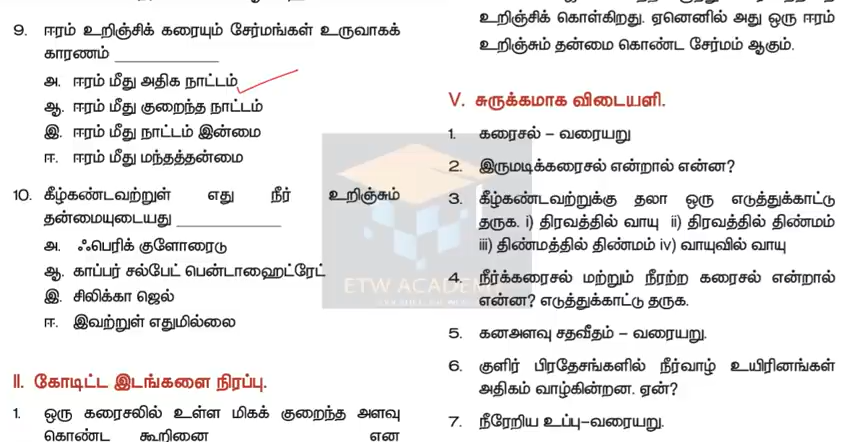 9. ஈரம் உறிஞ்சிக் கரையும் சேர்மங்கள் உருவாகக்
காரணம் ____________
அ. ஈரம் மீது அதிக நாட்டம்
ஆ. ஈரம் மீது குறைந்த நாட்டம்
இ. ஈரம் மீது நாட்டம் இன்மை
ஈ. ஈரம் மீது மந்தத்தன்மை
10. கீழ்கண்டவற்றுள் எது நீர் உறிஞ்சும்
தன்மையுடையது ____________
அ. ஃபெரிக் குளோரைடு
ஆ. காப்பர் சல்பேட் பென்டாஹைட்ரேட்
இ. சிலிக்கா ஜெல்
ஈ. இவற்றுள் எதுமில்லை
II. கோடிட்ட இடங்களை நிரப்பு.
1. ஒரு கரைசலில் உள்ள மிகக் குறைந்த அளவு
கொண்ட கூறினை என
உறிஞ்சிக் கொள்கிறது. ஏனெனில் அது ஒரு ஈரம்
உறிஞ்சும் தன்மை கொண்ட சேர்மம் ஆகும்.
V. சுருக்கமாக விடையளி.
1. கரைசல் – வரையறு
2. இருமடிக்கரைசல் என்றால் என்ன?
3. கீழ்கண்டவற்றுக்கு தலா ஒரு எடுத்துக்காட்டு
தருக. i) திரவத்தில் வாயு ii) திரவத்தில் திண்மம்
iii) திண்மத்தில் திண்மம் iv) வாயுவில் வாயு
4. நீர்க்கரைசல் மற்றும் நீரற்ற கரைசல் என்றால்
என்ன? எடுத்துக்காட்டு தருக.
5. கனஅளவு சதவீதம் – வரையறு.
6. குளிர் பிரதேசங்களில் நீர்வாழ் உயிரினங்கள்
அதிகம் வாழ்கின்றன. ஏன்?
7. நீரேறிய உப்பு–வரையறு.
ETW ACADEMY